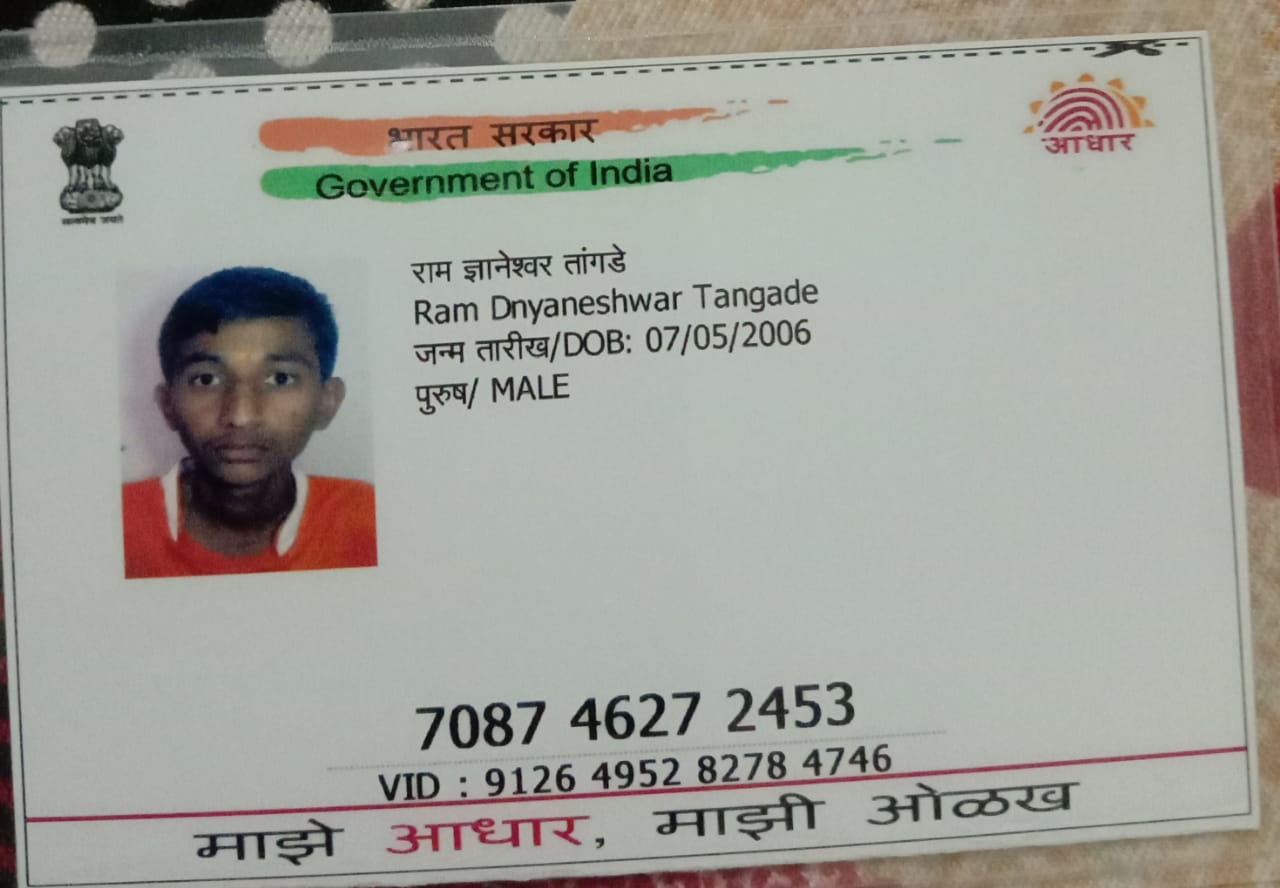 भारत सरकार
Government of India
आधार
सत्यमेव जयते
राम ज्ञानेश्वर तांगडे
Ram Dnyaneshwar Tangade
जन्म तारीख/DOB: 07/05/2006
पुरुष/ MALE
7087 4627 2453
VID : 9126 4952 8278 4746
माझे आधार, माझी ओळख